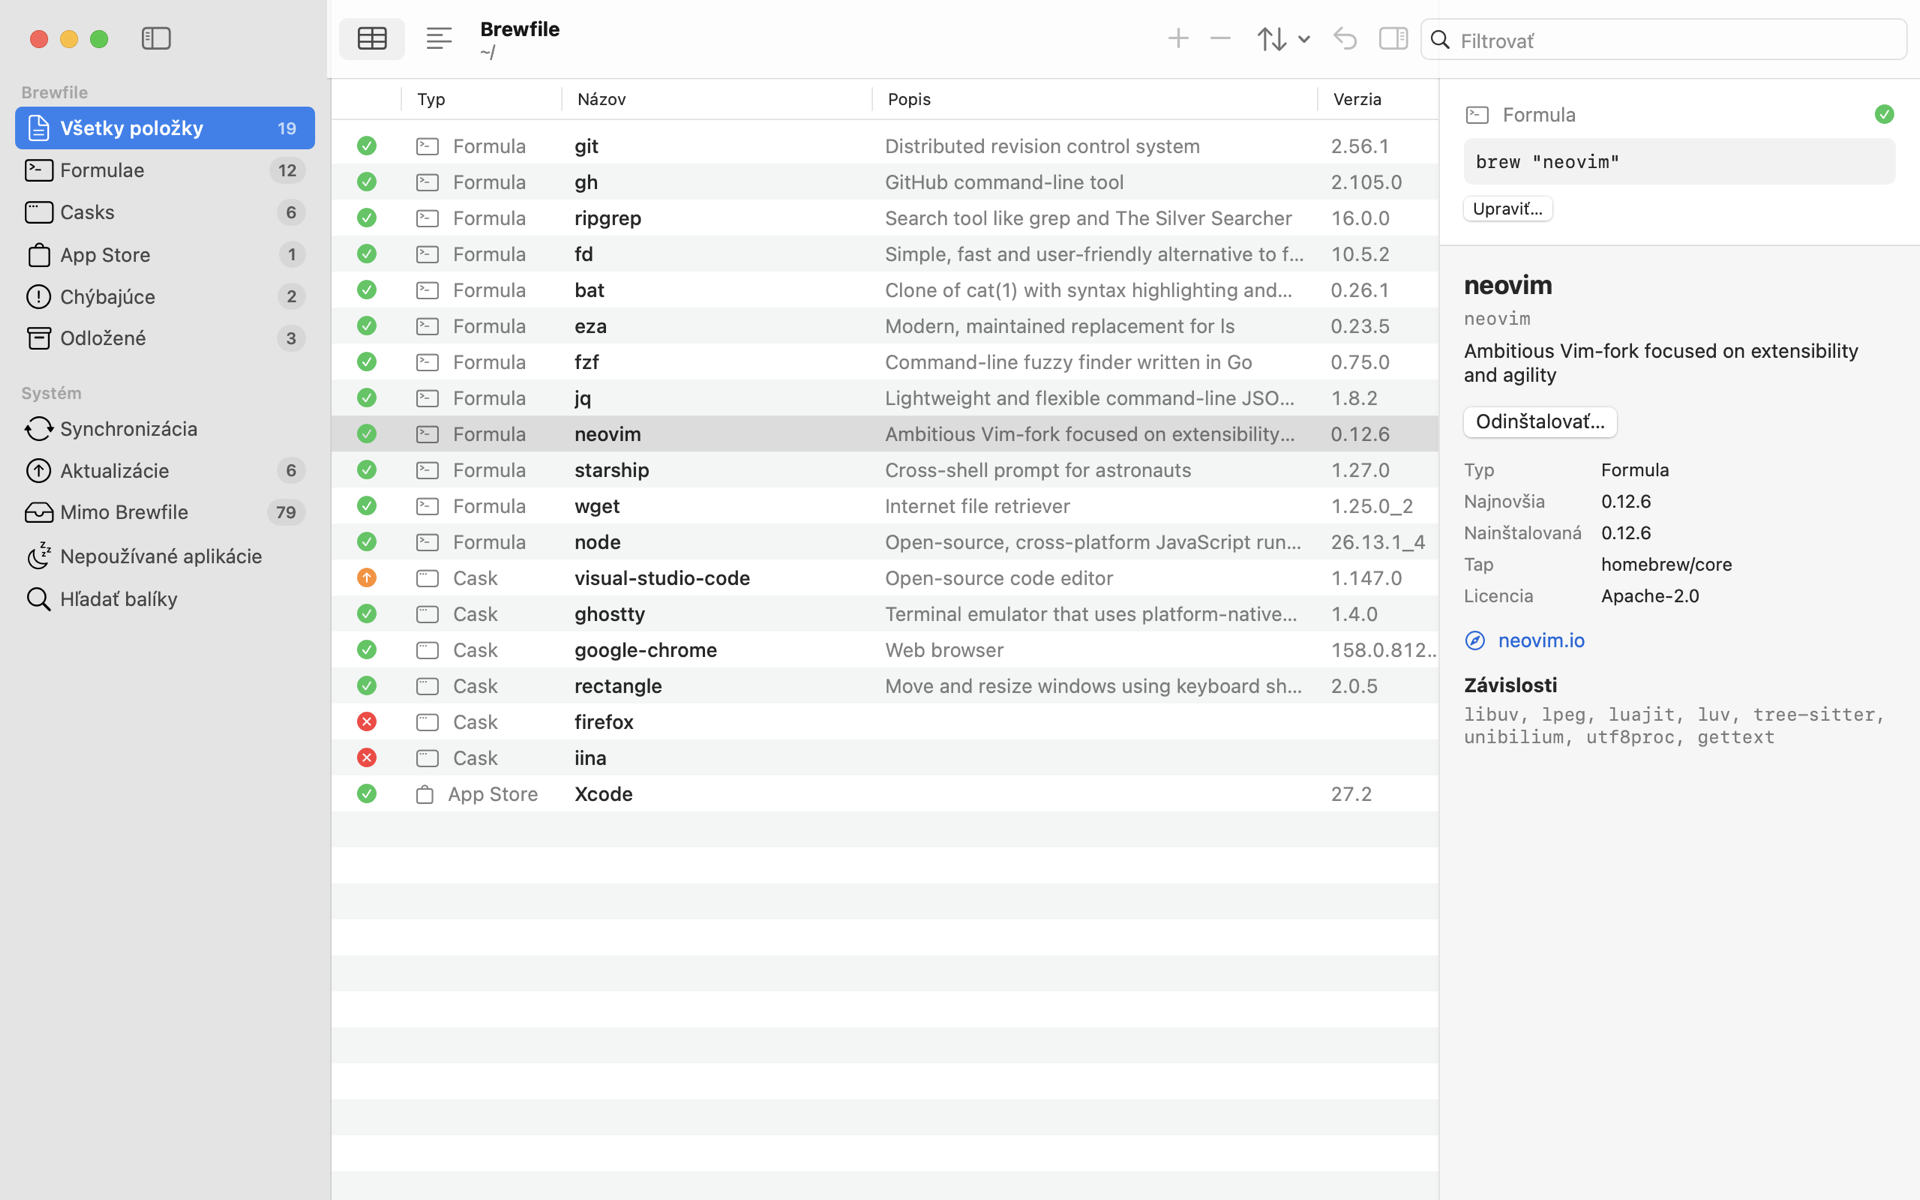 Brewfile
~/
Filtrovať
Brewfile
Všetky položky 19
Formulae 12
Casks 6
App Store 1
Chýbajúce 2
Odložené 3
Systém
Synchronizácia
Aktualizácie 6
Mimo Brewfile 79
Nepoužívané aplikácie
Hľadať balíky
Typ Názov Popis Verzia
Formula git Distributed revision control system 2.56.1
Formula gh GitHub command-line tool 2.105.0
Formula ripgrep Search tool like grep and The Silver Searcher 16.0.0
Formula fd Simple, fast and user-friendly alternative to f... 10.5.2
Formula bat Clone of cat(1) with syntax highlighting and... 0.26.1
Formula eza Modern, maintained replacement for ls 0.23.5
Formula fzf Command-line fuzzy finder written in Go 0.75.0
Formula jq Lightweight and flexible command-line JSO... 1.8.2
Formula neovim Ambitious Vim-fork focused on extensibility... 0.12.6
Formula starship Cross-shell prompt for astronauts 1.27.0
Formula wget Internet file retriever 1.25.0_2
Formula node Open-source, cross-platform JavaScript run... 26.13.1_4
Cask visual-studio-code Open-source code editor 1.147.0
Cask ghostty Terminal emulator that uses platform-native... 1.4.0
Cask google-chrome Web browser 158.0.812...
Cask rectangle Move and resize windows using keyboard sh... 2.0.5
Cask firefox
Cask iina
App Store Xcode 27.2
Formula
brew "neovim"
Upraviť...
neovim
neovim
Ambitious Vim-fork focused on extensibility
and agility
Odinštalovať...
Typ Formula
Najnovšia 0.12.6
Nainštalovaná 0.12.6
Tap homebrew/core
Licencia Apache-2.0
neovim.io
Závislosti
libuv, lpeg, luajit, luv, tree-sitter,
unibilium, utf8proc, gettext